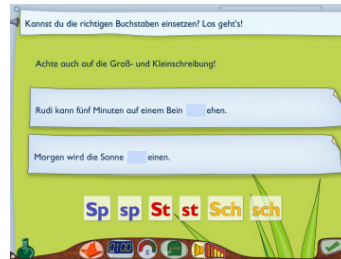 Kannst du die richtigen Buchstaben einsetzen? Los geht's!
Achte auch auf die Groß- und Kleinschreibung!
Rudi kann fünf Minuten auf einem Bein ehen.
Morgen wird die Sonne einen.
Sp sp St st Sch sch
0100